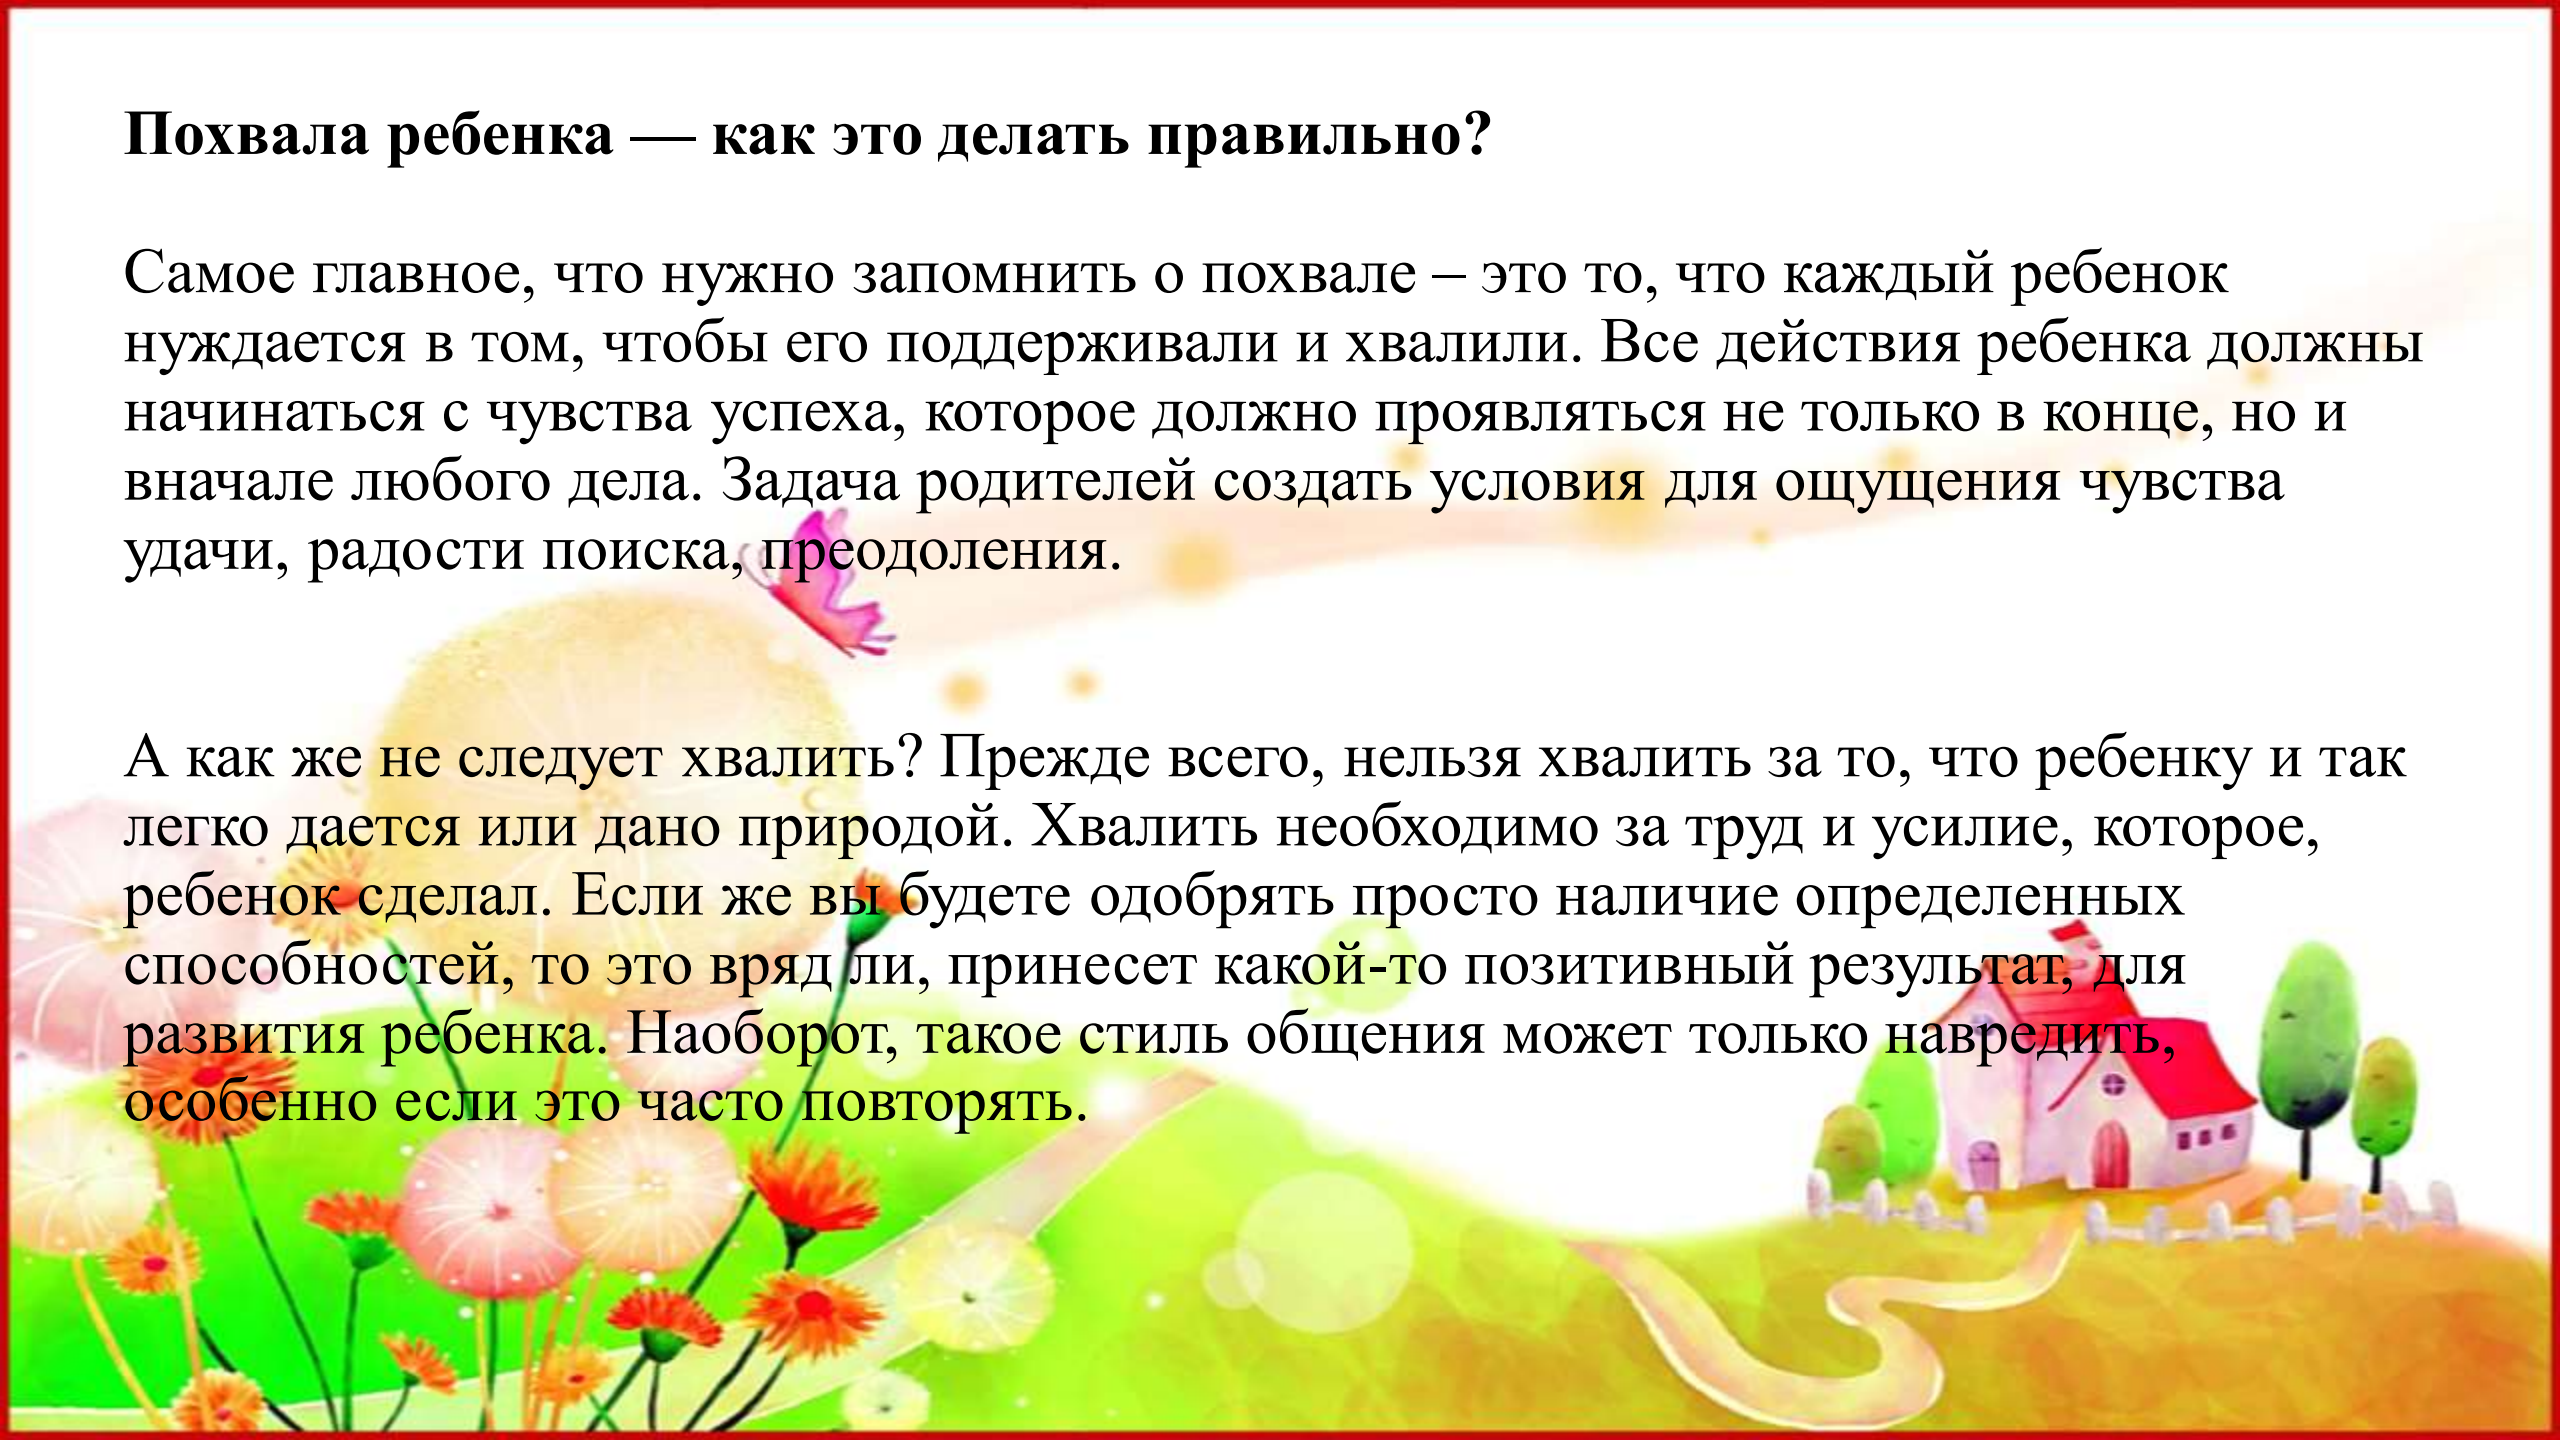 Похвала ребенка — как это делать правильно?
Самое главное, что нужно запомнить о похвале – это то, что каждый ребенок
нуждается в том, чтобы его поддерживали и хвалили. Все действия ребенка должны
начинаться с чувства успеха, которое должно проявляться не только в конце, но и
вначале любого дела. Задача родителей создать условия для ощущения чувства
удачи, радости поиска, преодоления.
А как же не следует хвалить? Прежде всего, нельзя хвалить за то, что ребенку и так
легко дается или дано природой. Хвалить необходимо за труд и усилие, которое,
ребенок сделал. Если же вы будете одобрять просто наличие определенных
способностей, то это вряд ли, принесет какой-то позитивный результат, для
развития ребенка. Наоборот, такое стиль общения может только навредить,
особенно если это часто повторять.